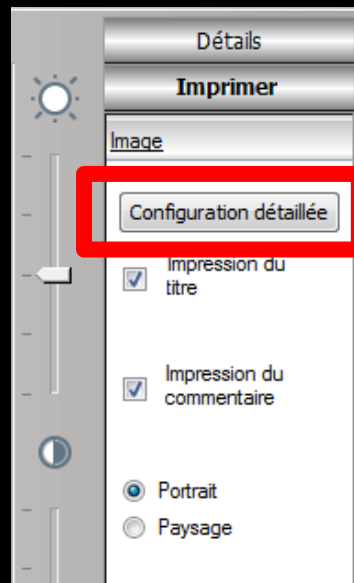 Détails
Imprimer
Image
Configuration détaillée
Impression du
titre
Impression du
commentaire
Portrait
Paysage